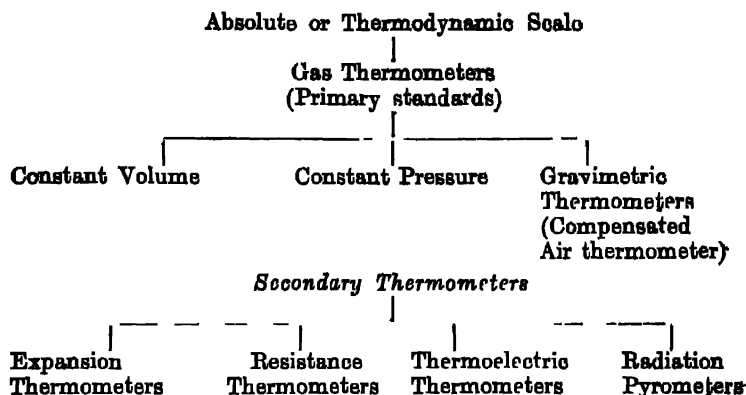 Absolute or Thermodynamic Scale
Gas Thermometers
(Primary standards)
Constant Volume Constant Pressure Gravimetric
Thermometers
(Compensated
Air thermometer)
Secondary Thermometers
Expansion Resistance Thermoelectric Radiation
Thermometers Thermometers Thermometers Pyrometers